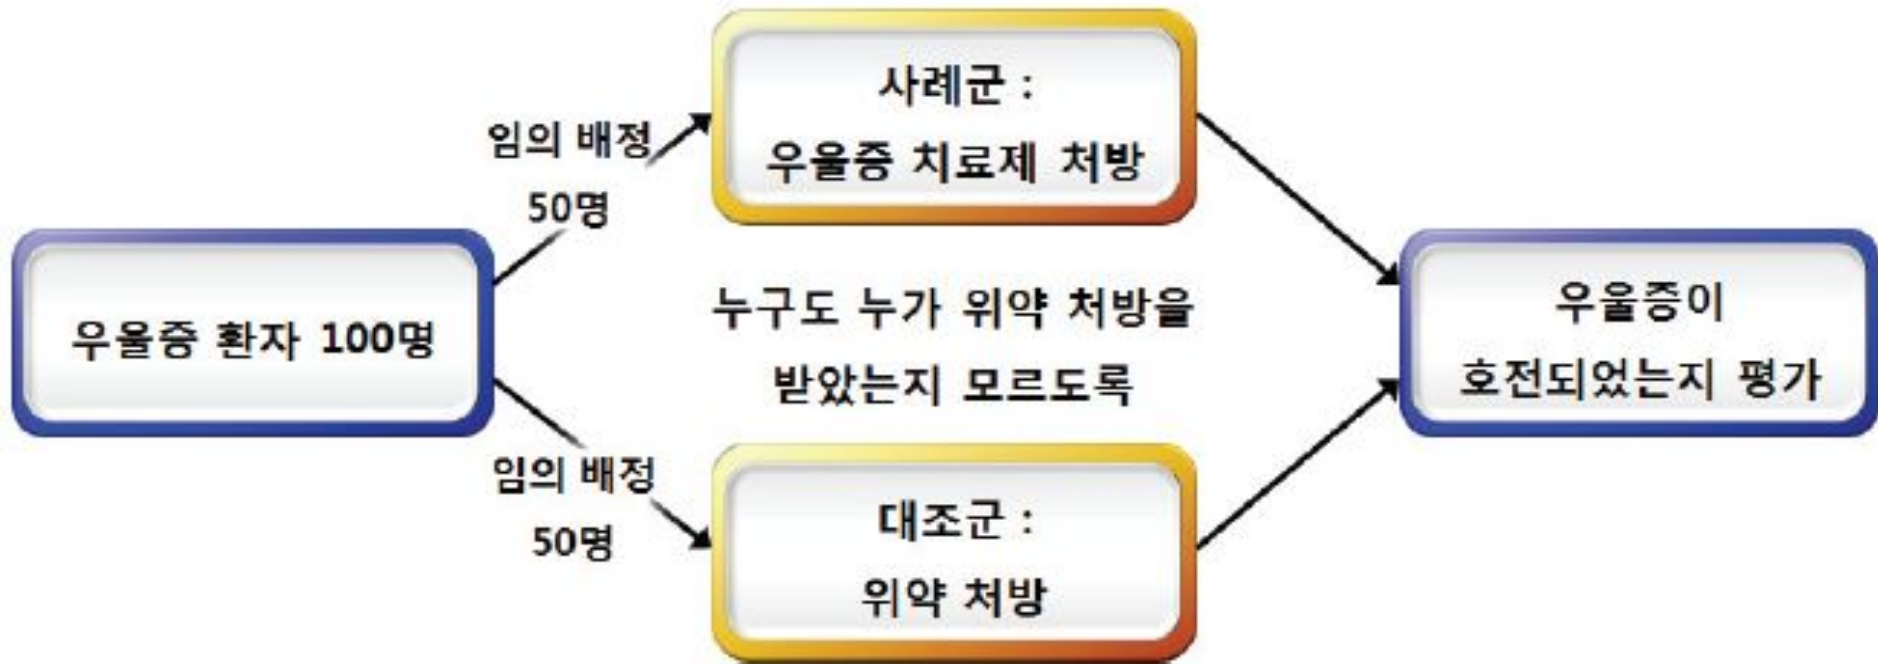 우울증 환자 100명
임의 배정
50명
사례군 :
우울증 치료제 처방
누구도 누가 위약 처방을
받았는지 모르도록
임의 배정
50명
대조군 :
위약 처방
우울증이
호전되었는지 평가